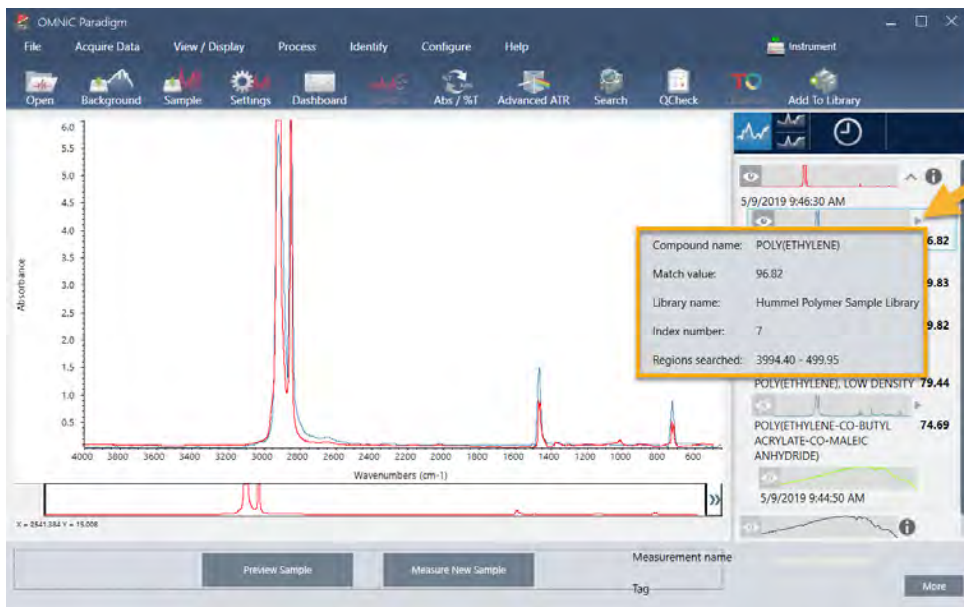 OMNIC Paradigm
File Acquire Data View / Display Process Identify Configure Help Instrument
Open Background Sample Settings Dashboard Abs / %T Advanced ATR Search QCheck Add To Library
6.0
5.5
5.0
4.5
4.0
3.5
3.0
2.5
2.0
1.5
1.0
0.5
Absorbance
4000 3800 3600 3400 3200 3000 2800 2600 2400 2200 2000 1800 1600 1400 1200 1000 800 600
Wavenumbers (cm-1)
5/9/2019 9:46:30 AM
6.82
Compound name: POLY(ETHYLENE)
Match value: 96.82
Library name: Hummel Polymer Sample Library
Index number: 7
Regions searched: 3994.40 - 499.95
9.83
9.82
POLY(ETHYLENE), LOW DENSITY 79.44
POLY(ETHYLENE-CO-BUTYL 74.69
ACRYLATE-CO-MALEIC
ANHYDRIDE)
5/9/2019 9:44:50 AM
Preview Sample Measure New Sample
Measurement name
Tag
More